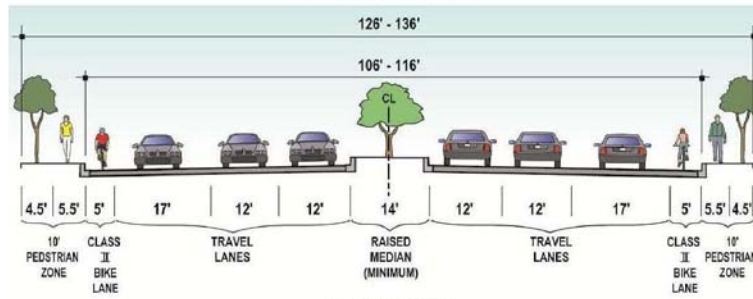 126' - 136'
106' - 116'
CL
4.5' 5.5' 5' 17' 12' 12' 14' 12' 12' 17' 5' 5.5' 4.5'
10'
PEDSTRIAN
ZONE
CLASS
II
BIKE
LANE
TRAVEL
LANES
RAISED
MEDIAN
(MINIMUM)
TRAVEL
LANES
CLASS
II
BIKE
LANE
10'
PEDSTRIAN
ZONE